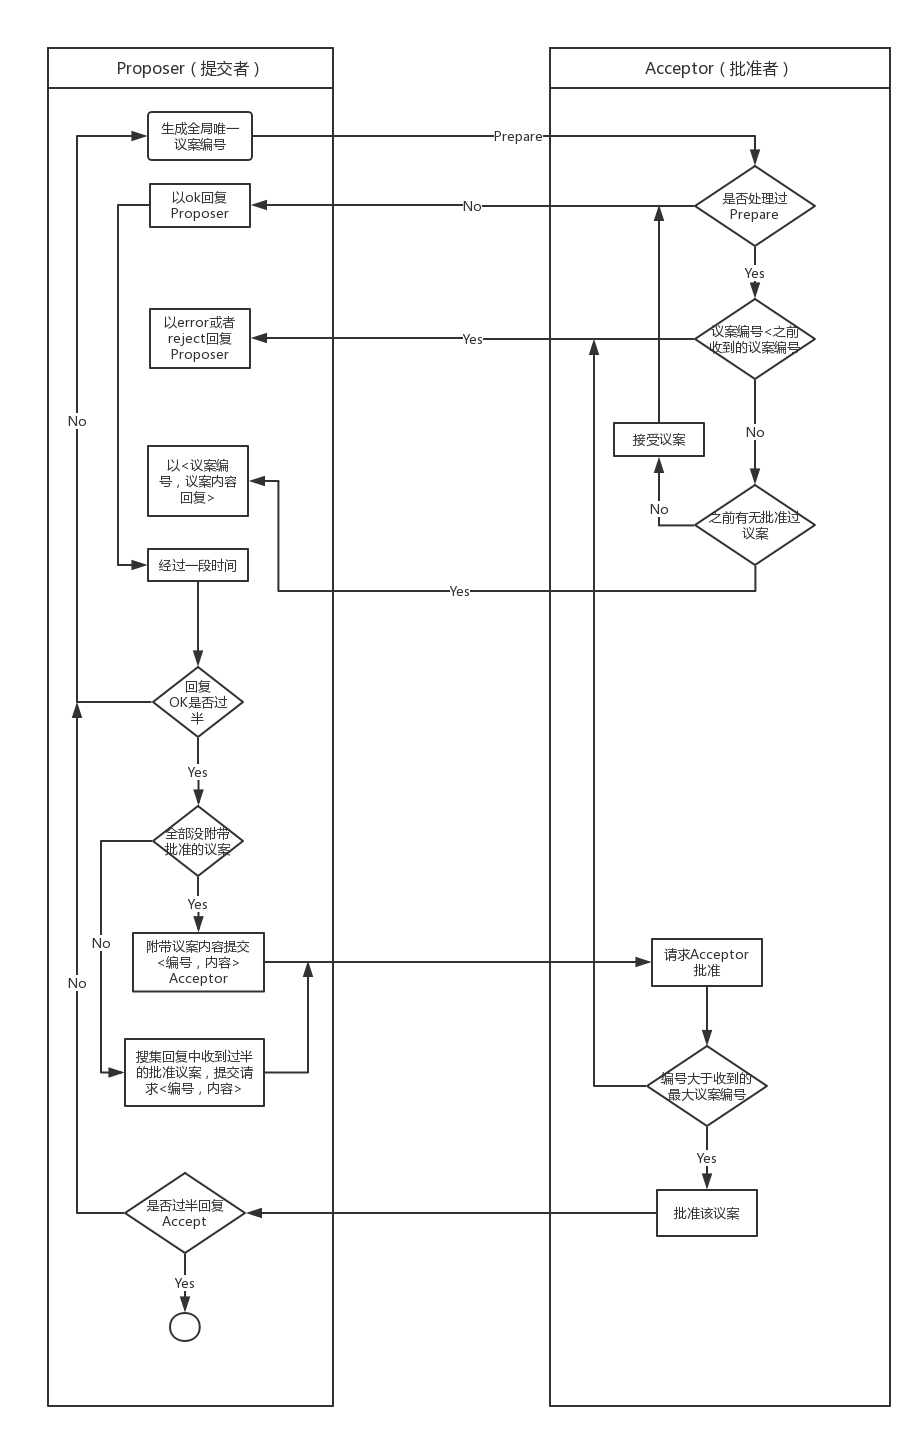 Proposer（提交者）
Acceptor（批准者）
生成全局唯一
议案编号
Prepare
是否处理过
Prepare
以ok回复
Proposer
No
Yes
以error或者
reject回复
Proposer
Yes
议案编号<之前
收到的议案编号
No
接受议案
No
以<议案编
号，议案内容
回复>
No
之前有无批准过
议案
经过一段时间
Yes
回复
OK是否过
半
Yes
全部没附带
批准的议案
Yes
No
附带议案内容提交
<编号，内容>
Acceptor
请求Acceptor
批准
No
搜集回复中收到过半
的批准议案，提交请
求<编号，内容>
编号大于收到的
最大议案编号
Yes
是否过半回复
Accept
批准该议案
Yes